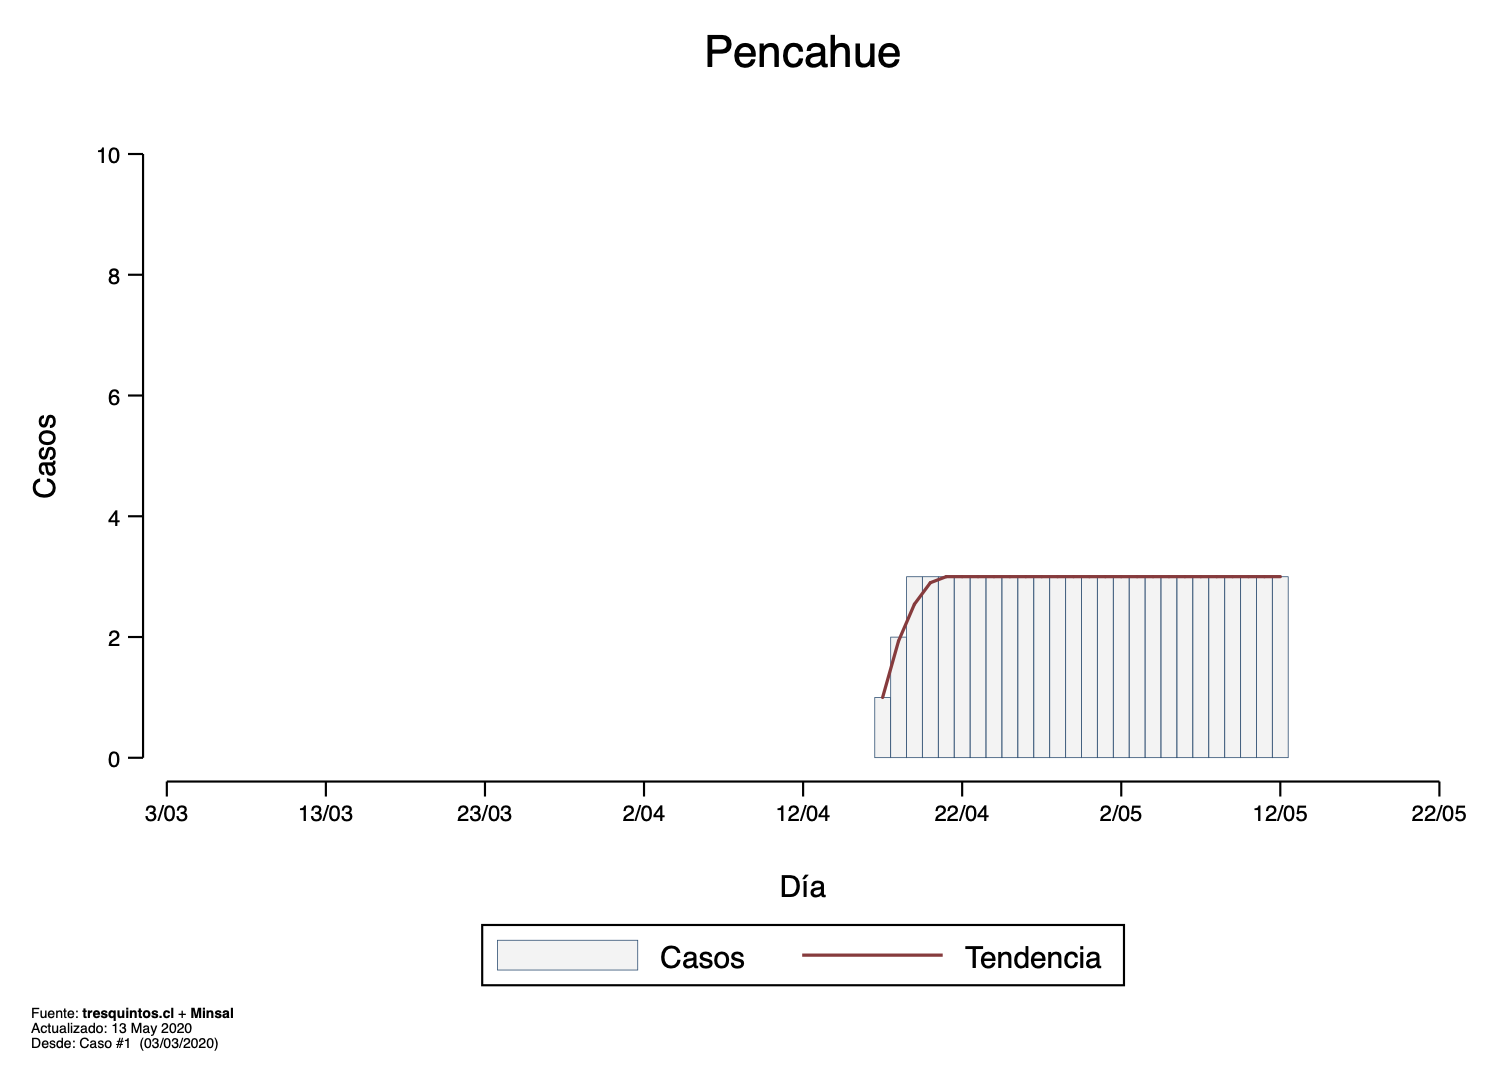 Pencahue
10
8
6
4
2
0
Casos
3/03 13/03 23/03 2/04 12/04 22/04 2/05 12/05 22/05
Día
Casos Tendencia
Fuente: tresquintos.cl + Minsal
Actualizado: 13 May 2020
Desde: Caso #1 (03/03/2020)